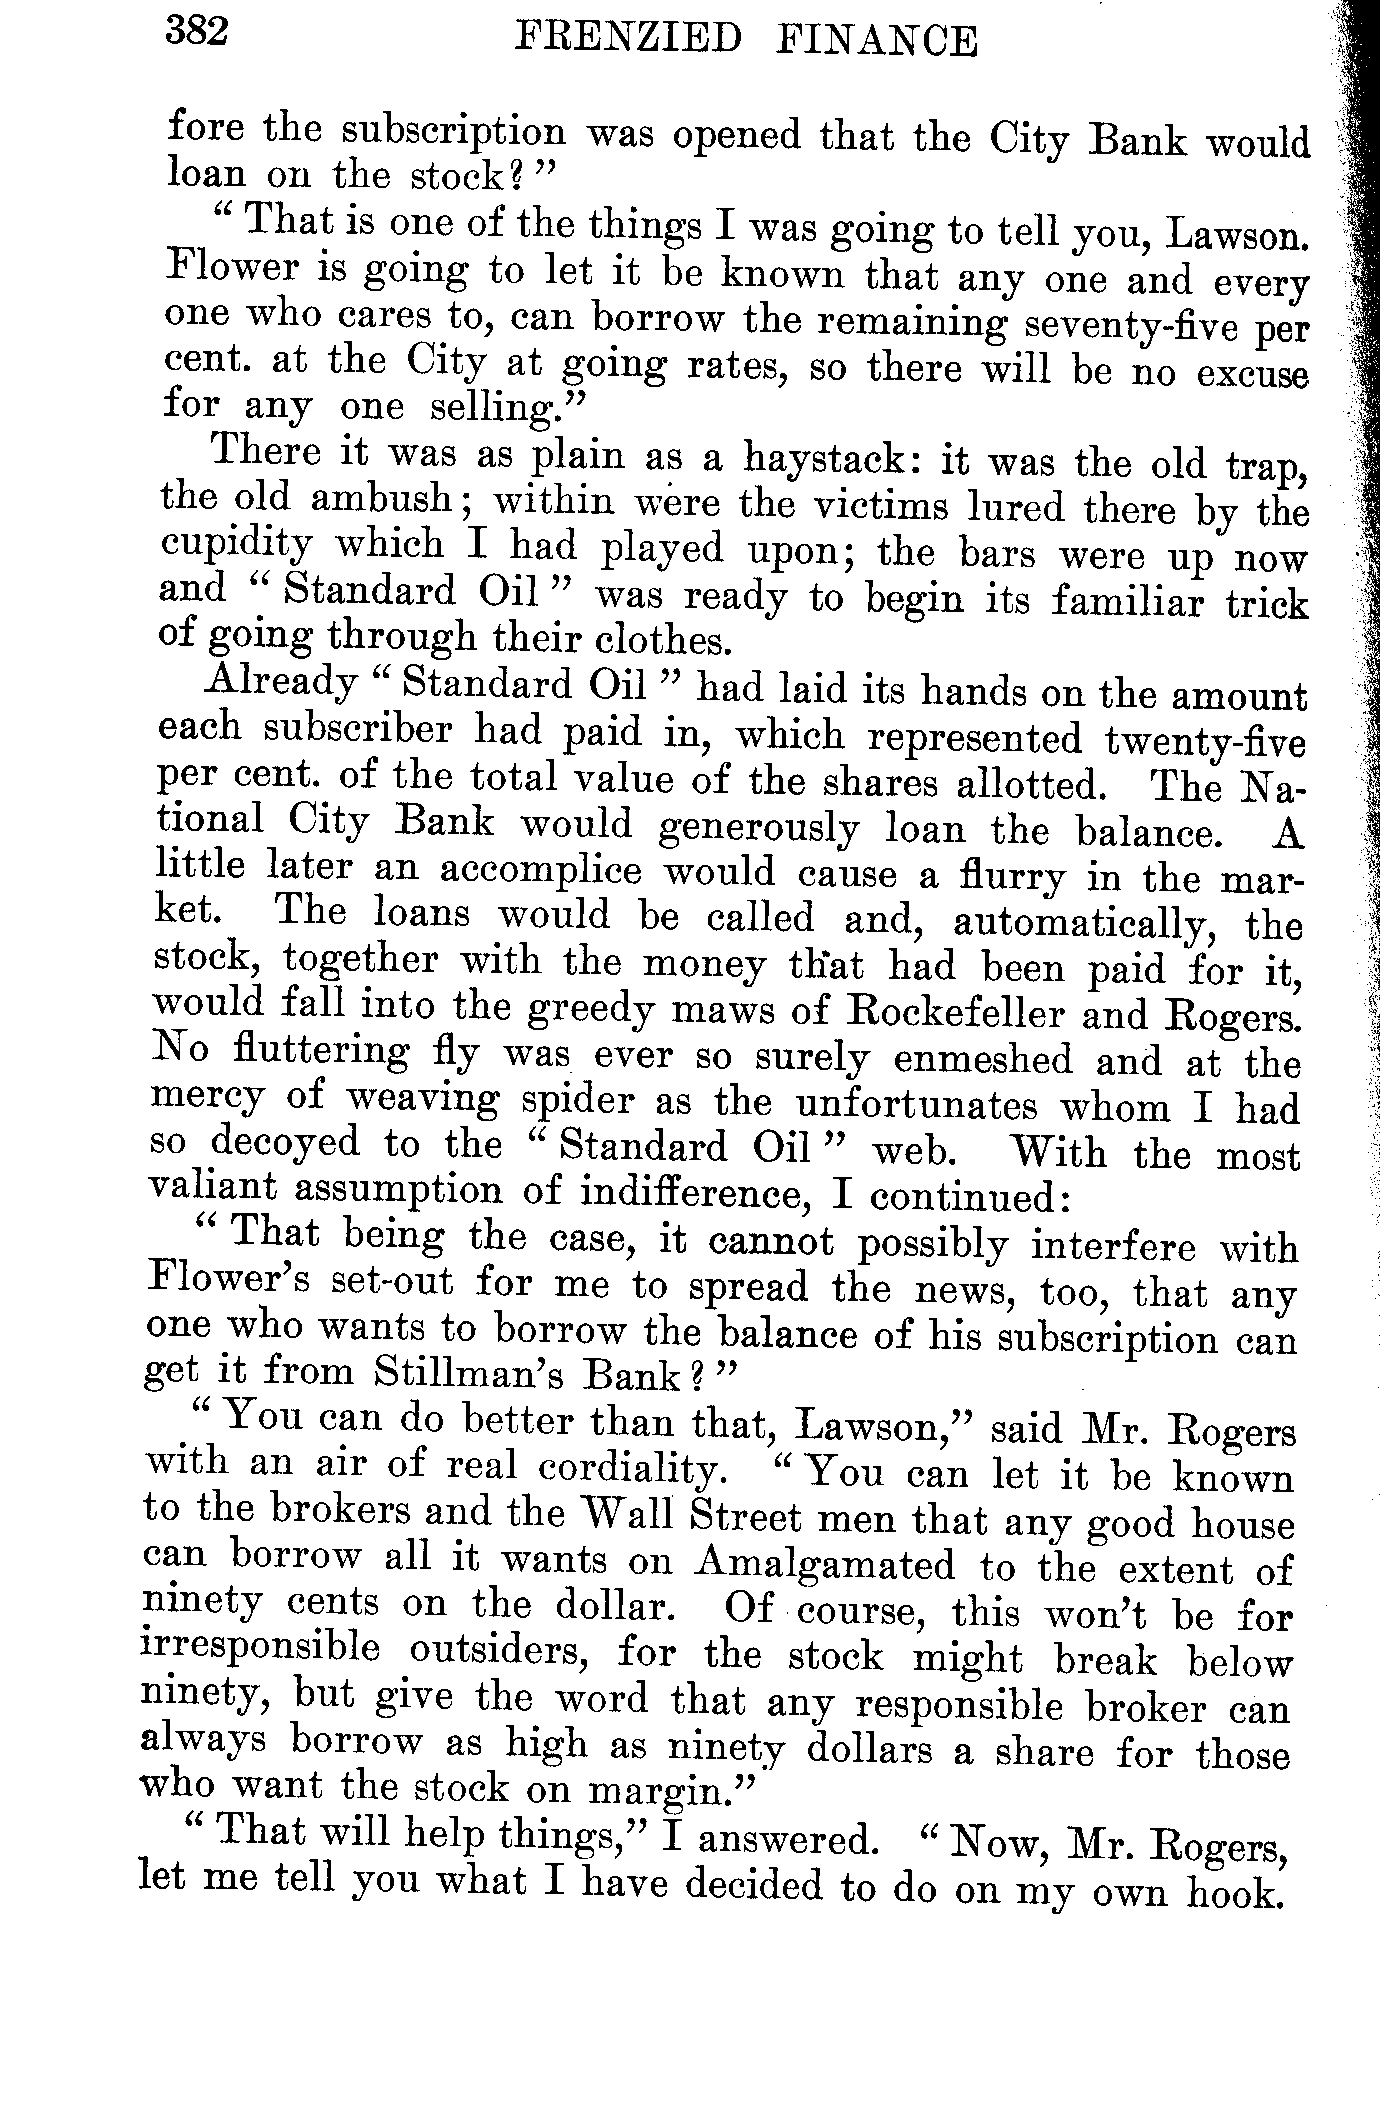 382 FRENZIED FINANCE
fore the subscription was opened that the City Bank would
loan on the stock?"
"That is one of the things I was going to tell you, Lawson.
Flower is going to let it be known that any one and every
one who cares to, can borrow the remaining seventy-five per
cent. at the City at going rates, so there will be no excuse
for any one selling."
There it was as plain as a haystack: it was the old trap,
the old ambush; within were the victims lured there by the
cupidity which I had played upon; the bars were up now
and "Standard Oil" was ready to begin its familiar trick
of going through their clothes.
Already "Standard Oil" had laid its hands on the amount
each subscriber had paid in, which represented twenty-five
per cent. of the total value of the shares allotted. The Na-
tional City Bank would generously loan the balance. A
little later an accomplice would cause a flurry in the mar-
ket. The loans would be called and, automatically, the
stock, together with the money that had been paid for it,
would fall into the greedy maws of Rockefeller and Rogers.
No fluttering fly was ever so surely enmeshed and at the
mercy of weaving spider as the unfortunates whom I had
so decoyed to the "Standard Oil" web. With the most
valiant assumption of indifference, I continued:
"That being the case, it cannot possibly interfere with
Flower's set-out for me to spread the news, too, that any
one who wants to borrow the balance of his subscription can
get it from Stillman's Bank?"
"You can do better than that, Lawson," said Mr. Rogers
with an air of real cordiality. "You can let it be known
to the brokers and the Wall Street men that any good house
can borrow all it wants on Amalgamated to the extent of
ninety cents on the dollar. Of course, this won't be for
irresponsible outsiders, for the stock might break below
ninety, but give the word that any responsible broker can
always borrow as high as ninety dollars a share for those
who want the stock on margin."
"That will help things," I answered. "Now, Mr. Rogers,
let me tell you what I have decided to do on my own hook.